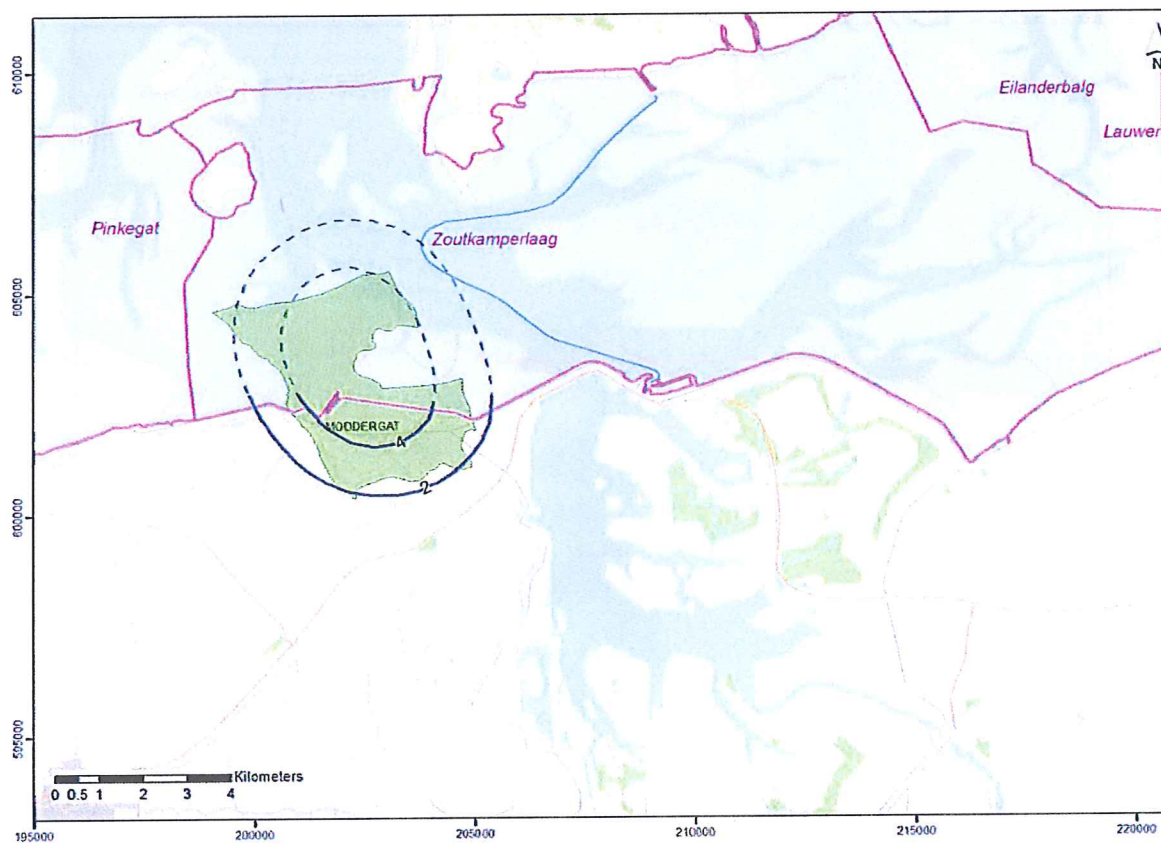 N
610000
Eilanderbalg
Lauwer
Pinkegat
Zoutkamperlaag
605000
MODDERGAT
4
2
600000
595000
Kilometers
0 0.5 1 2 3 4
195000 200000 205000 210000 215000 220000